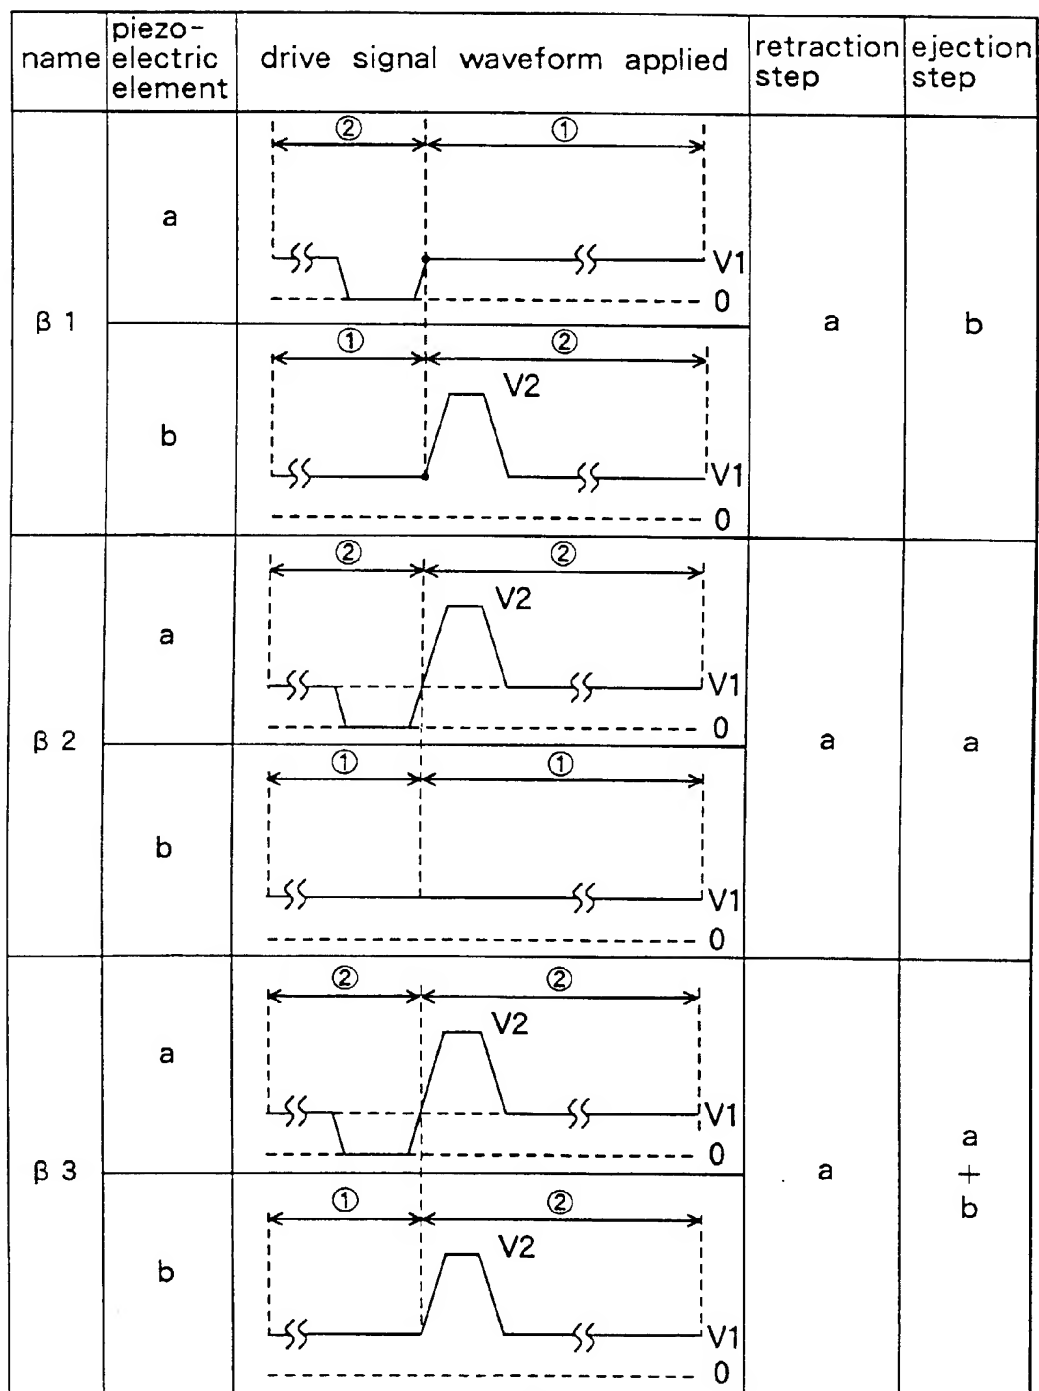 name
piezo-
electric
element
drive signal waveform applied
retraction
step
ejection
step
β 1
a
② ①
V1
0
b
① ②
V2
V1
0
a
b
β 2
a
② ②
V2
V1
0
b
① ①
V1
0
a
a
β 3
a
② ②
V2
V1
0
b
① ②
V2
V1
0
a
a
+
b